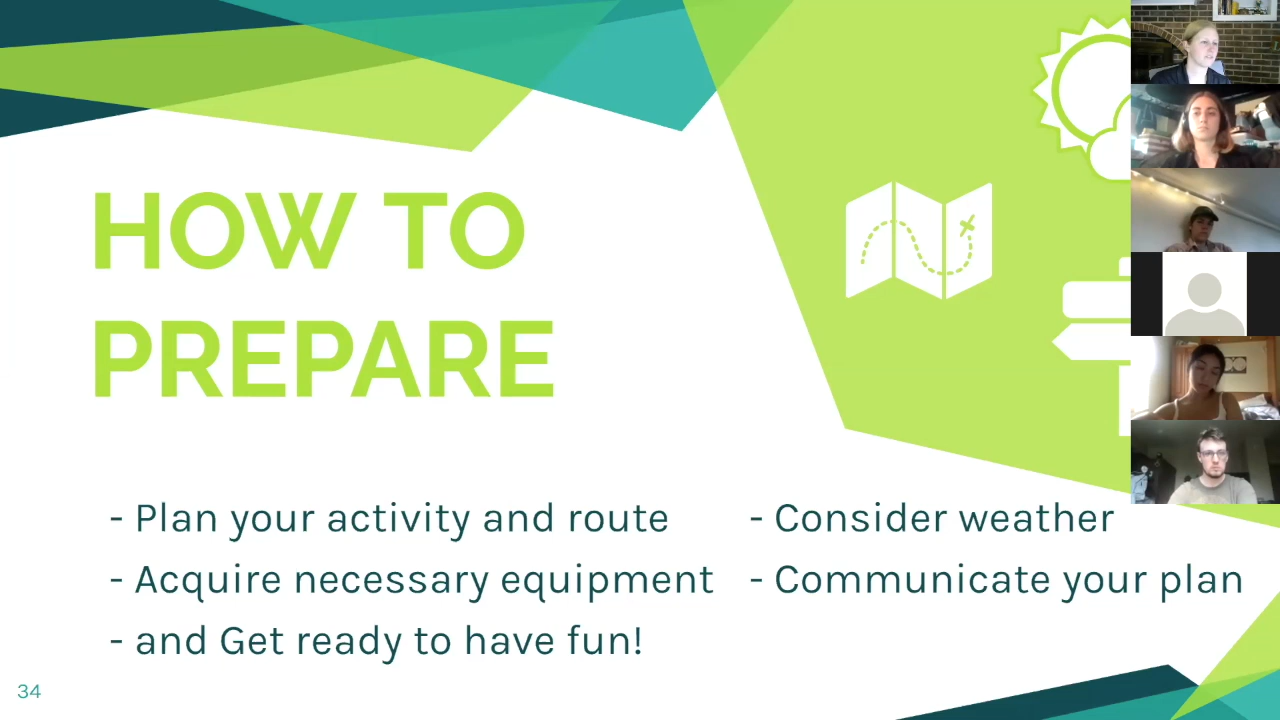 HOW TO
PREPARE
- Plan your activity and route
- Acquire necessary equipment
- and Get ready to have fun!
- Consider weather
- Communicate your plan
34